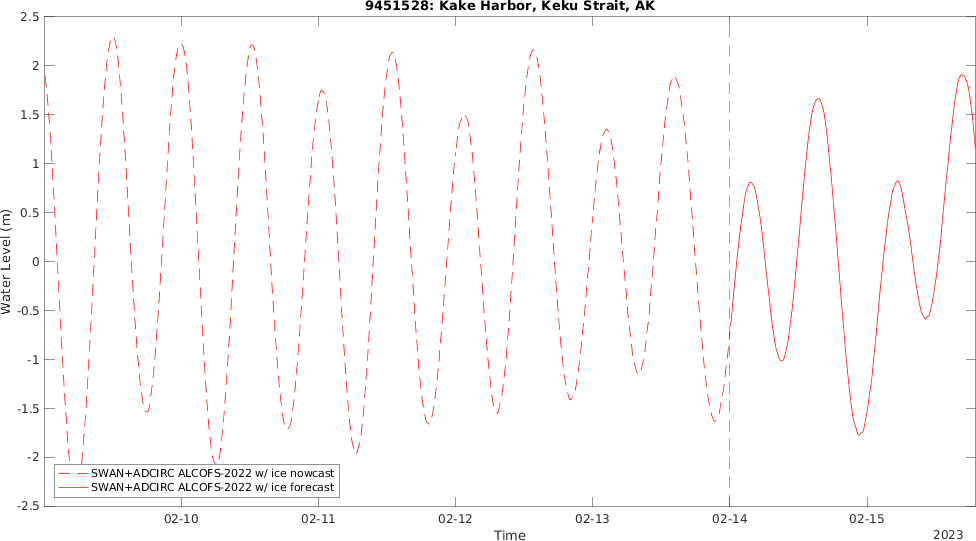 9451528: Kake Harbor, Keku Strait, AK
2.5
2
1.5
1
0.5
0
-0.5
-1
-1.5
-2
-2.5
Water Level (m)
SWAN+ADCIRC ALCOFS-2022 w/ ice nowcast
SWAN+ADCIRC ALCOFS-2022 w/ ice forecast
02-10 02-11 02-12 02-13 02-14 02-15
Time
2023